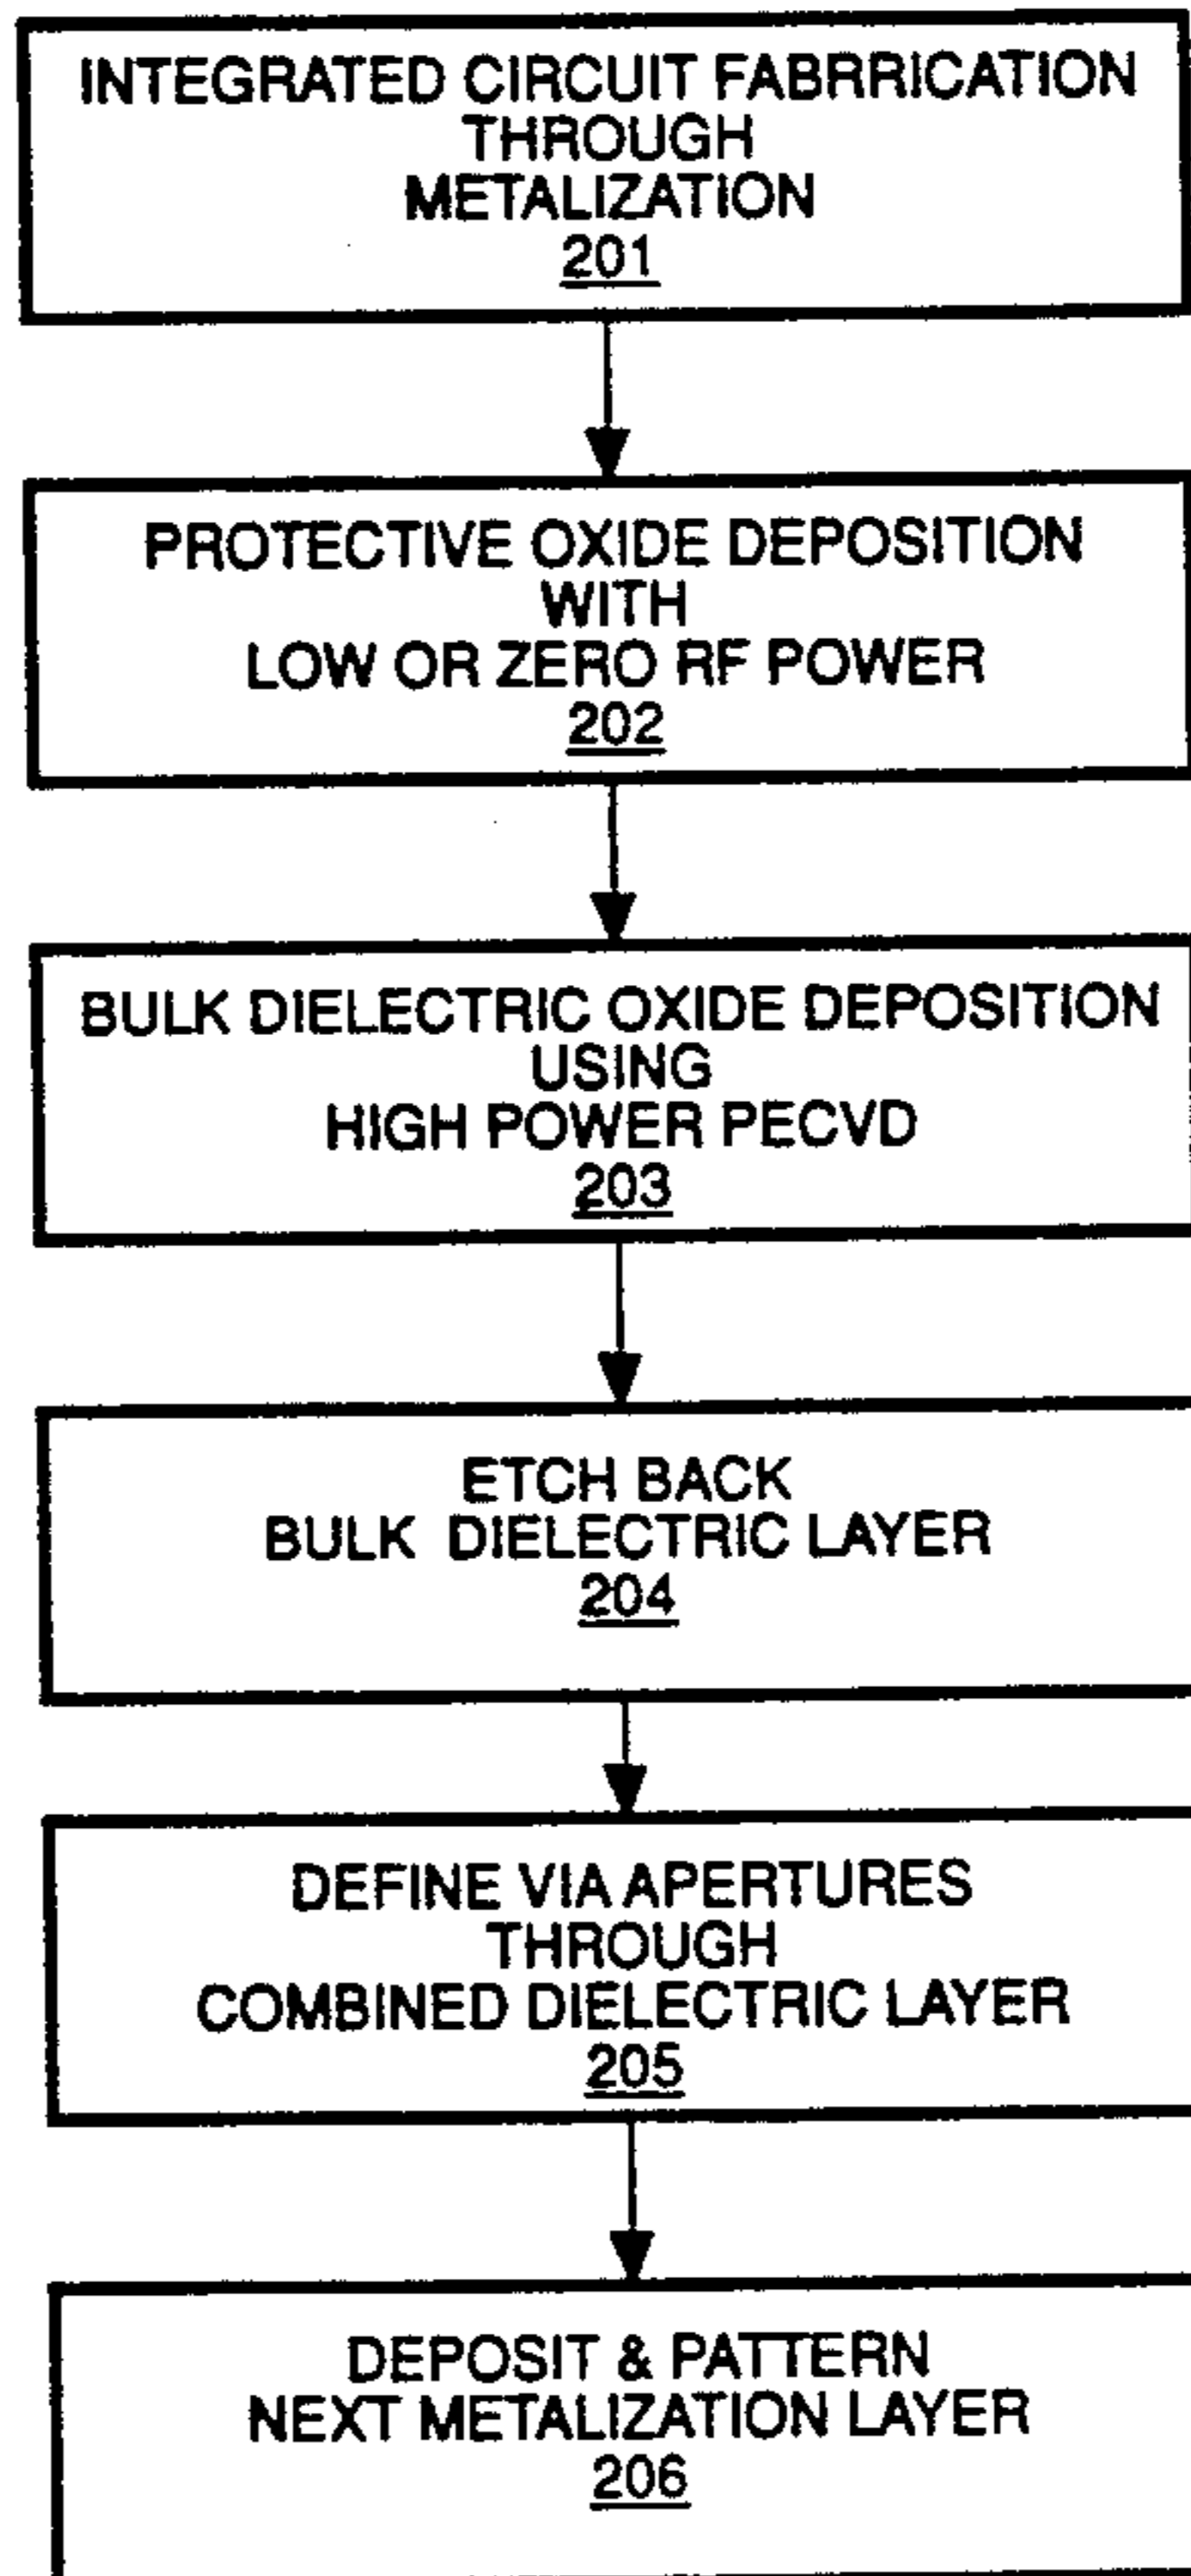 INTEGRATED CIRCUIT FABRRICATION
THROUGH
METALIZATION
201
PROTECTIVE OXIDE DEPOSITION
WITH
LOW OR ZERO RF POWER
202
BULK DIELECTRIC OXIDE DEPOSITION
USING
HIGH POWER PECVD
203
ETCH BACK
BULK DIELECTRIC LAYER
204
DEFINE VIA APERTURES
THROUGH
COMBINED DIELECTRIC LAYER
205
DEPOSIT & PATTERN
NEXT METALIZATION LAYER
206